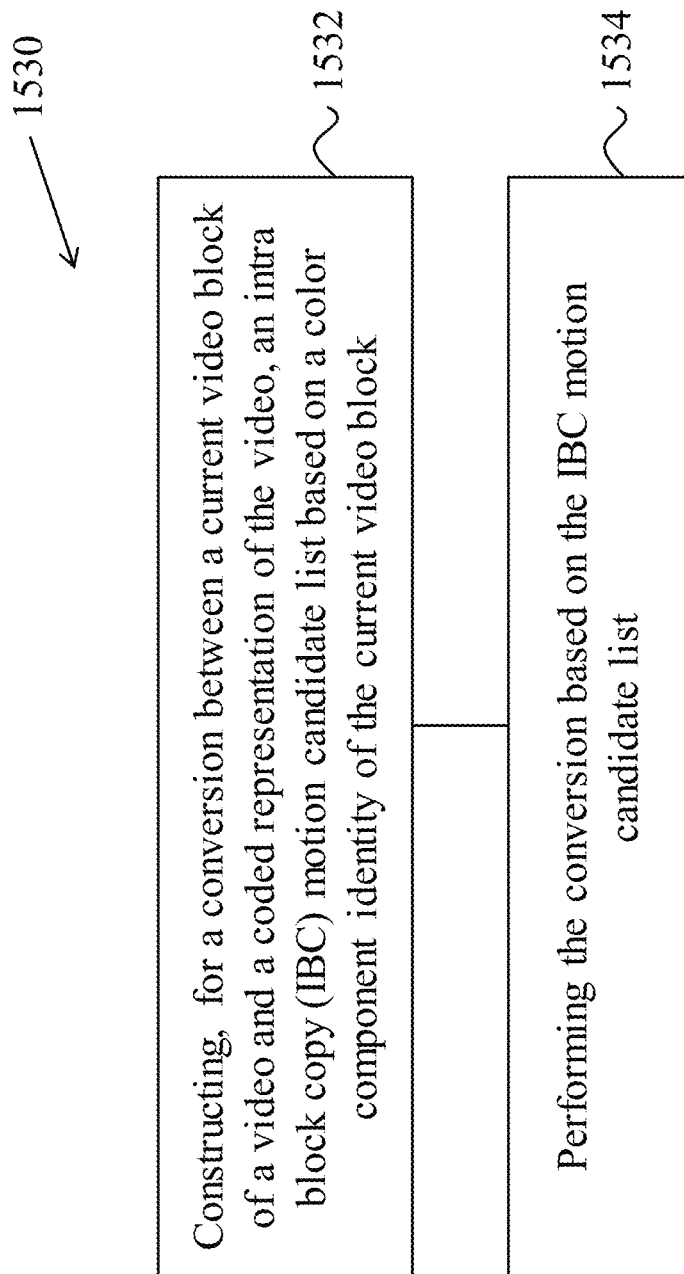 1530
Constructing, for a conversion between a current video block
of a video and a coded representation of the video, an intra
block copy (IBC) motion candidate list based on a color
component identity of the current video block
1532
Performing the conversion based on the IBC motion
candidate list
1534